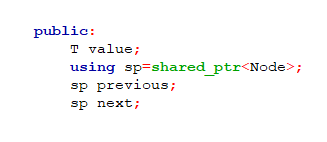 public:
T value;
using sp=shared_ptr<Node>;
sp previous;
sp next;